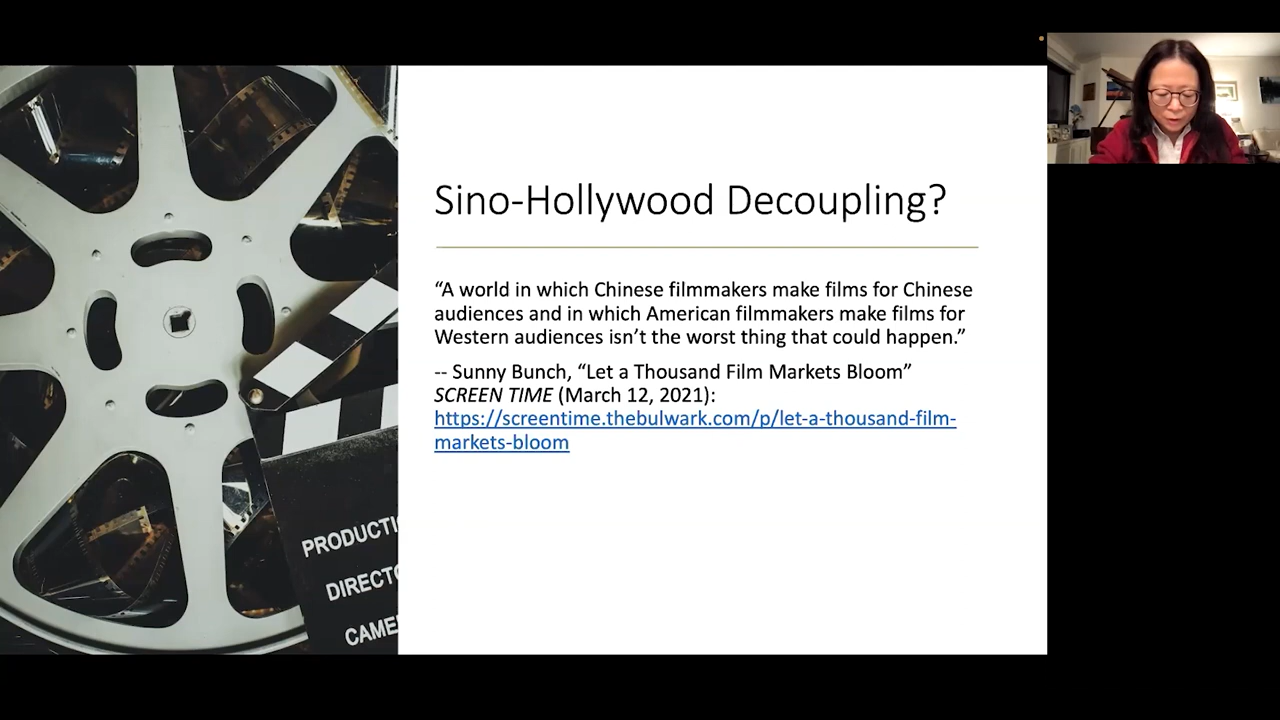 Sino-Hollywood Decoupling?
“A world in which Chinese filmmakers make films for Chinese
audiences and in which American filmmakers make films for
Western audiences isn’t the worst thing that could happen.”
-- Sunny Bunch, “Let a Thousand Film Markets Bloom”
SCREEN TIME (March 12, 2021):
https://screentime.thebulwark.com/p/let-a-thousand-film-
markets-bloom
PRODUCTI
DIRECTO
CAME